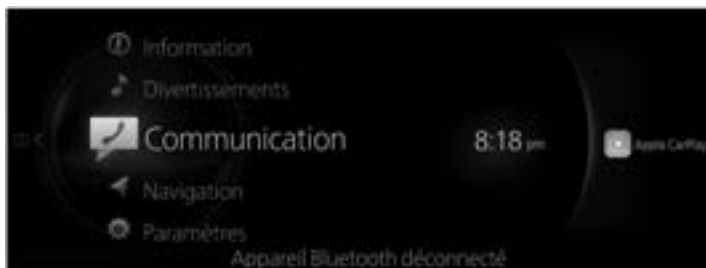 Information
Divertissements
Communication
8:18 pm
Apple CarPlay
Navigation
Paramètres
Appareil Bluetooth déconnecté